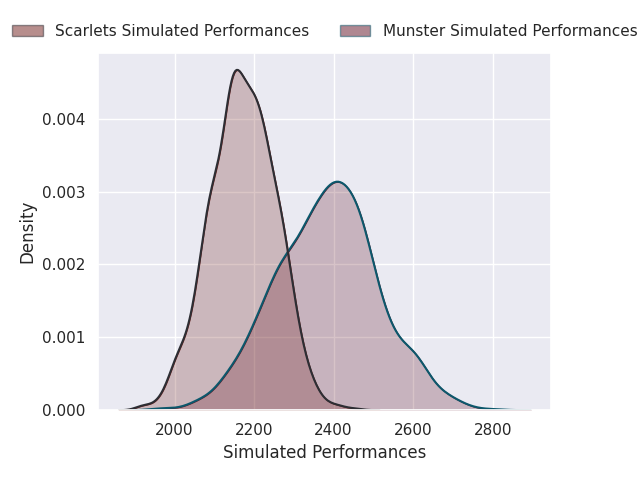 Scarlets Simulated Performances Munster Simulated Performances
0.004
0.003
0.002
0.001
0.000
Density
2000 2200 2400 2600 2800
Simulated Performances